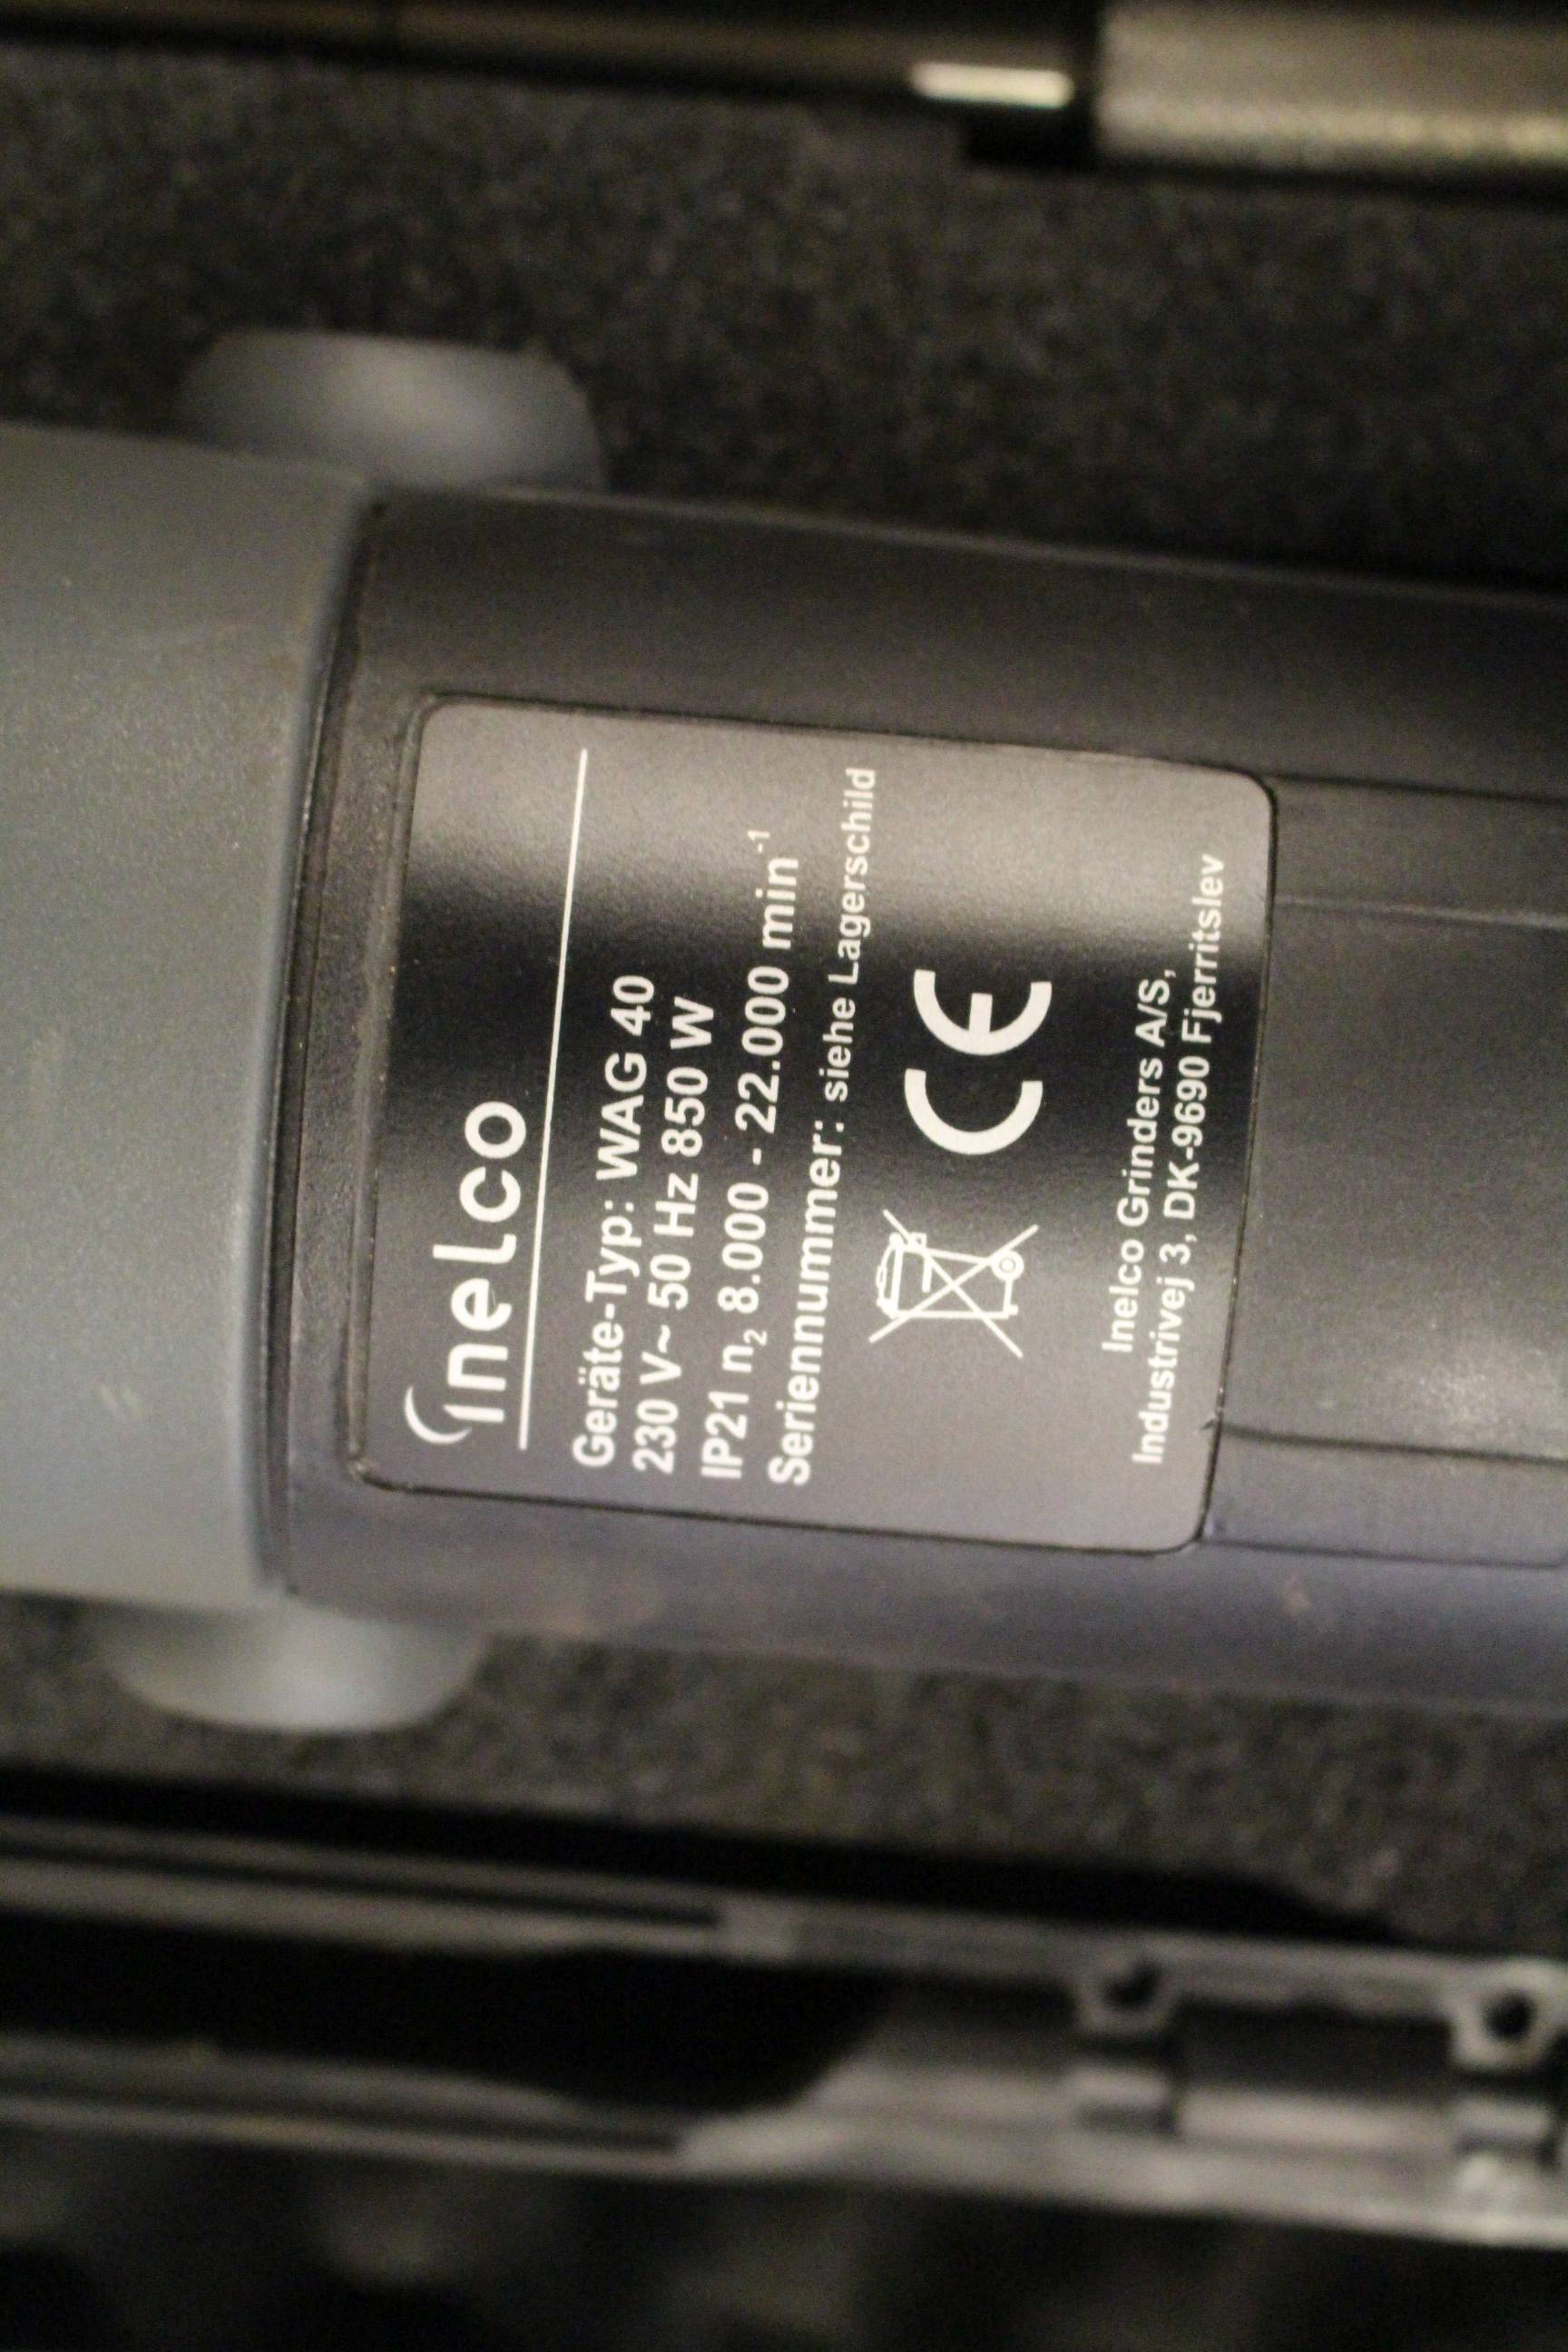 inelco
Geräte-Typ: WAG 40
230 V~ 50 Hz 850 W
IP21 n₂ 8.000 - 22.000 min⁻¹
Seriennummer: siehe Lagerschild
CE
Inelco Grinders A/S,
Industrivej 3, DK-9690 Fjerritslev